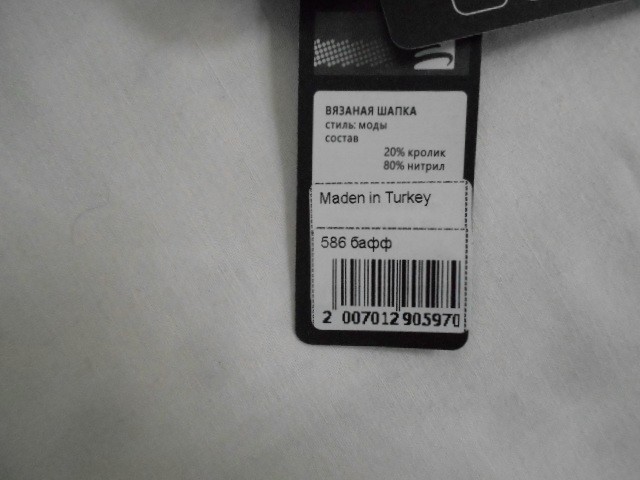 ВЯЗАНАЯ ШАПКА
стиль: моды
состав
20% кролик
80% нитрил
Maden in Turkey
586 бафф
2 007012 905970